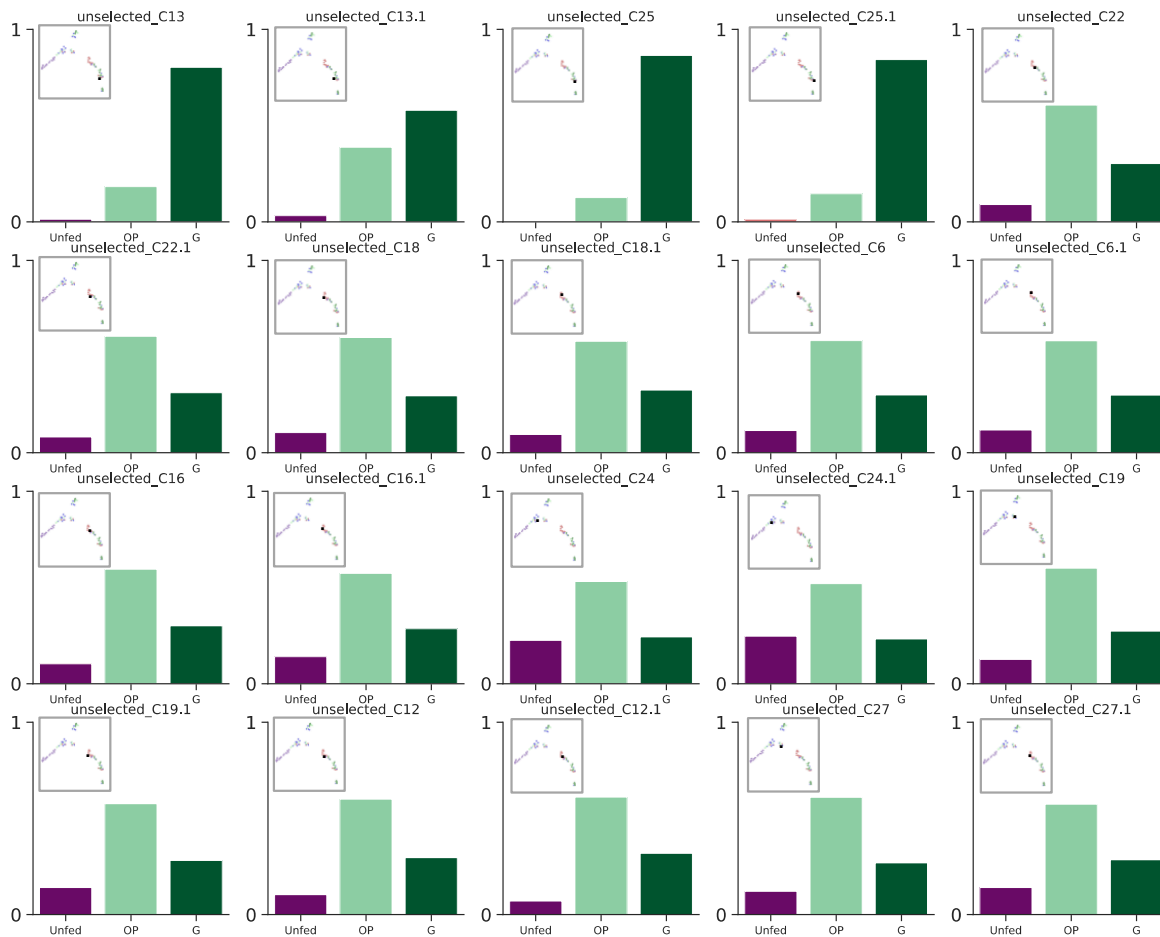 unselected_C13 unselected_C13.1 unselected_C25 unselected_C25.1 unselected_C22
1
0
Unfed OP G Unfed OP G Unfed OP G Unfed OP G Unfed OP G
1 1 1 1
0 0 0 0
unselected_C22.1 unselected_C18 unselected_C18.1 unselected_C6 unselected_C6.1
1 1 1 1 1
0 0 0 0 0
Unfed OP G Unfed OP G Unfed OP G Unfed OP G Unfed OP G
unselected_C16 unselected_C16.1 unselected_C24 unselected_C24.1 unselected_C19
1 1 1 1 1
0 0 0 0 0
Unfed OP G Unfed OP G Unfed OP G Unfed OP G Unfed OP G
unselected_C19.1 unselected_C12 unselected_C12.1 unselected_C27 unselected_C27.1
1 1 1 1 1
0 0 0 0 0
Unfed OP G Unfed OP G Unfed OP G Unfed OP G Unfed OP G